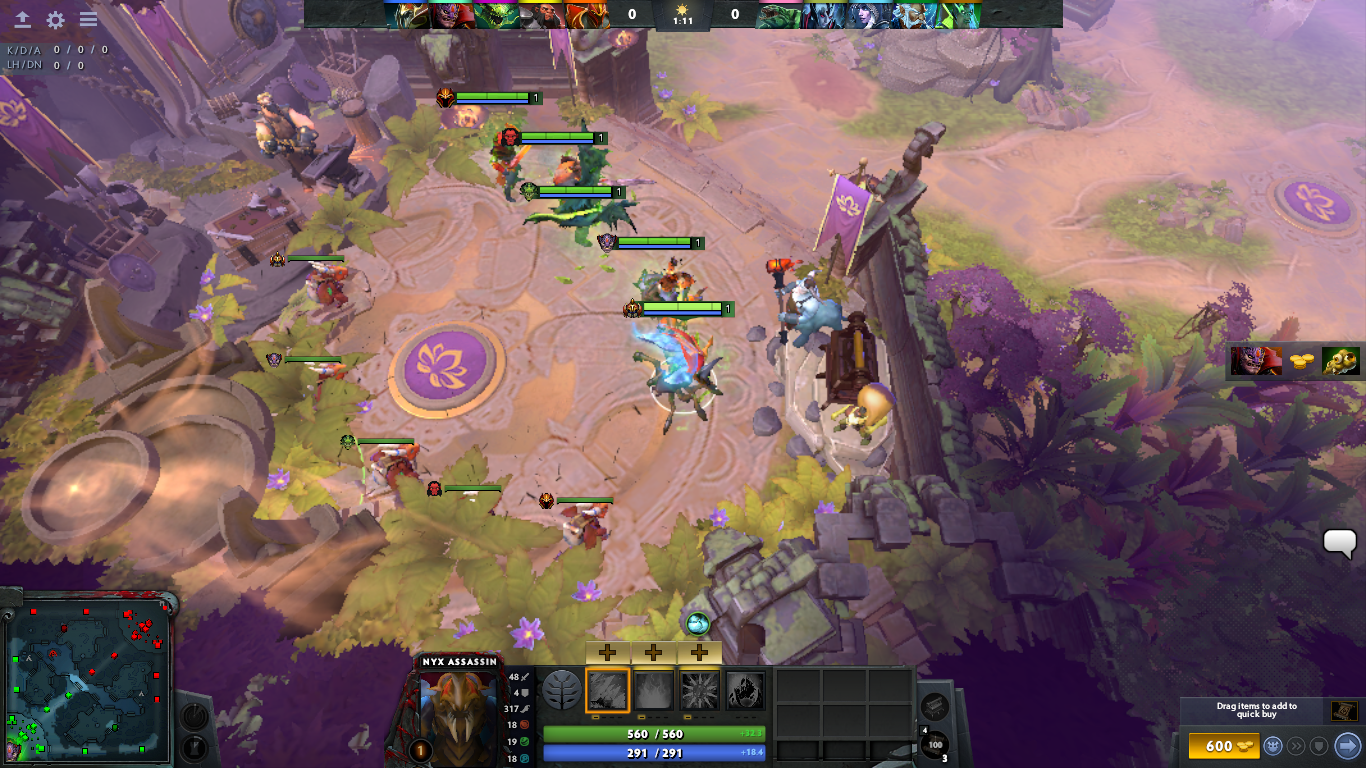 0
1:11
0
K/D/A 0 / 0 / 0
LH/DN 0 / 0
1
1
1
1
1
NYX ASSASSIN
48
4
317
18
19
18
1
560 / 560 +32.3
291 / 291 +18.4
4
100
3
Drag items to add to
quick buy
600